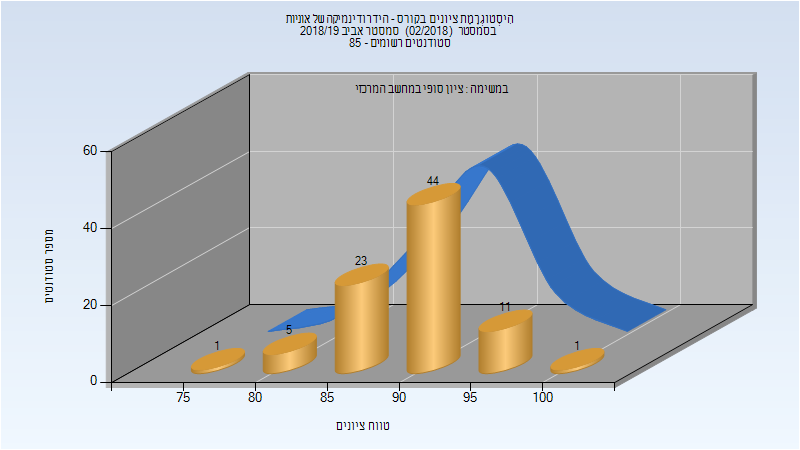 היסטוגרמת ציונים בקורס - הידרודינמיקה של אוניות
בסמסטר (02/2018) סמסטר אביב 2018/19
סטודנטים רשומים - 85
במשימה : ציון סופי במחשב המרכזי
מספר סטודנטים
60
40
20
0
1
5
23
44
11
1
75
80
85
90
95
100
טווח ציונים